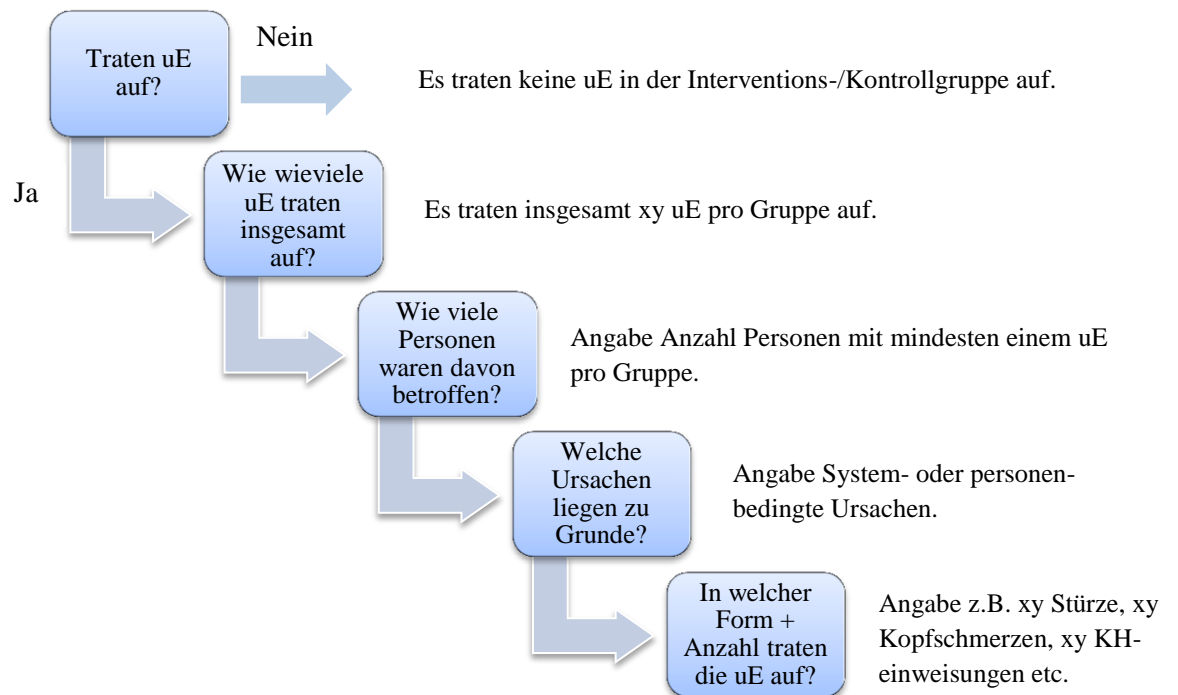 Traten uE
auf?
Nein
Es traten keine uE in der Interventions-/Kontrollgruppe auf.
Ja
Wie wieviele
uE traten
insgesamt
auf?
Es traten insgesamt xy uE pro Gruppe auf.
Wie viele
Personen
waren davon
betroffen?
Angabe Anzahl Personen mit mindesten einem uE
pro Gruppe.
Welche
Ursachen
liegen zu
Grunde?
Angabe System- oder personen-
bedingte Ursachen.
In welcher
Form +
Anzahl traten
die uE auf?
Angabe z.B. xy Stürze, xy
Kopfschmerzen, xy KH-
einweisungen etc.